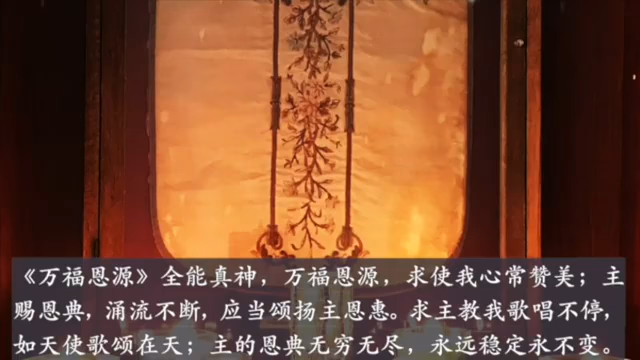 《万福恩源》全能真神，万福恩源，求使我心常赞美；主
赐恩典，涌流不断，应当颂扬主恩惠。求主教我歌唱不停，
如天使歌颂在天；主的恩典无穷无尽，永远稳定永不变。